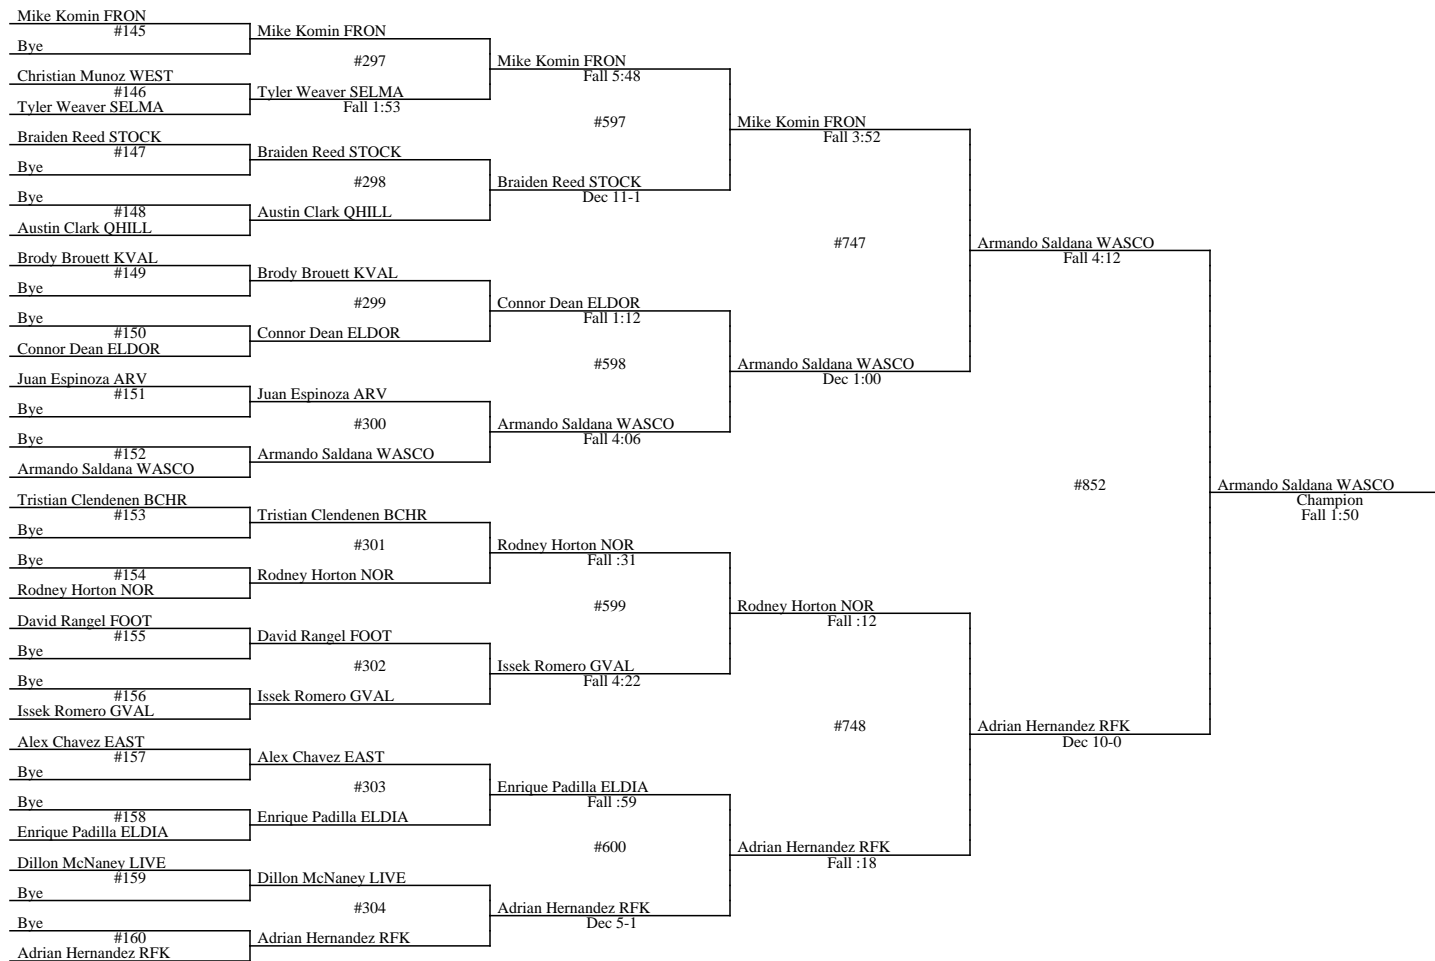 Mike Komin FRON
#145
Bye
Christian Munoz WEST
#146
Tyler Weaver SELMA
Braiden Reed STOCK
#147
Bye
Bye
#148
Austin Clark QHILL
Brody Brouett KVAL
#149
Bye
Bye
#150
Connor Dean ELDOR
Juan Espinoza ARV
#151
Bye
Bye
#152
Armando Saldana WASCO
Tristian Clendenen BCHR
#153
Bye
Bye
#154
Rodney Horton NOR
David Rangel FOOT
#155
Bye
Bye
#156
Issek Romero GVAL
Alex Chavez EAST
#157
Bye
Bye
#158
Enrique Padilla ELDIA
Dillon McNaney LIVE
#159
Bye
Bye
#160
Adrian Hernandez RFK
Mike Komin FRON
#297
Tyler Weaver SELMA
Fall 1:53
Braiden Reed STOCK
#298
Austin Clark QHILL
Brody Brouett KVAL
#299
Connor Dean ELDOR
Juan Espinoza ARV
#300
Armando Saldana WASCO
Tristian Clendenen BCHR
#301
Rodney Horton NOR
David Rangel FOOT
#302
Issek Romero GVAL
Alex Chavez EAST
#303
Enrique Padilla ELDIA
Dillon McNaney LIVE
#304
Adrian Hernandez RFK
Mike Komin FRON
Fall 5:48
#597
Braiden Reed STOCK
Dec 11-1
Connor Dean ELDOR
Fall 1:12
#598
Armando Saldana WASCO
Fall 4:06
Rodney Horton NOR
Fall :31
#599
Issek Romero GVAL
Fall 4:22
Enrique Padilla ELDIA
Fall :59
#600
Adrian Hernandez RFK
Dec 5-1
Mike Komin FRON
Fall 3:52
#747
Armando Saldana WASCO
Dec 1:00
Rodney Horton NOR
Fall :12
#748
Adrian Hernandez RFK
Fall :18
Armando Saldana WASCO
Fall 4:12
#852
Adrian Hernandez RFK
Dec 10-0
Armando Saldana WASCO
Champion
Fall 1:50